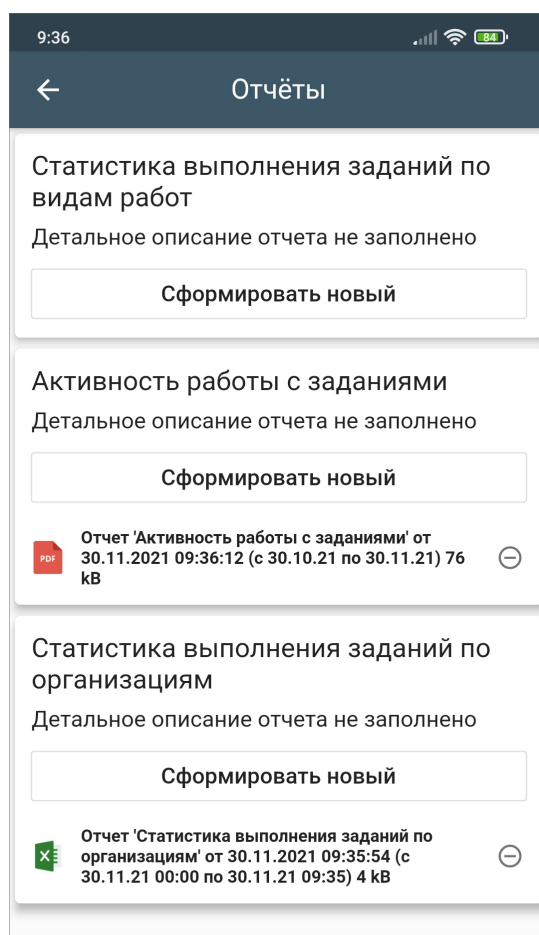 9:36
84
Отчёты
Статистика выполнения заданий по
видам работ
Детальное описание отчета не заполнено
Сформировать новый
Активность работы с заданиями
Детальное описание отчета не заполнено
Сформировать новый
PDF
Отчет 'Активность работы с заданиями' от
30.11.2021 09:36:12 (с 30.10.21 по 30.11.21) 76
kB
Статистика выполнения заданий по
организациям
Детальное описание отчета не заполнено
Сформировать новый
X
Отчет 'Статистика выполнения заданий по
организациям' от 30.11.2021 09:35:54 (с
30.11.21 00:00 по 30.11.21 09:35) 4 kB